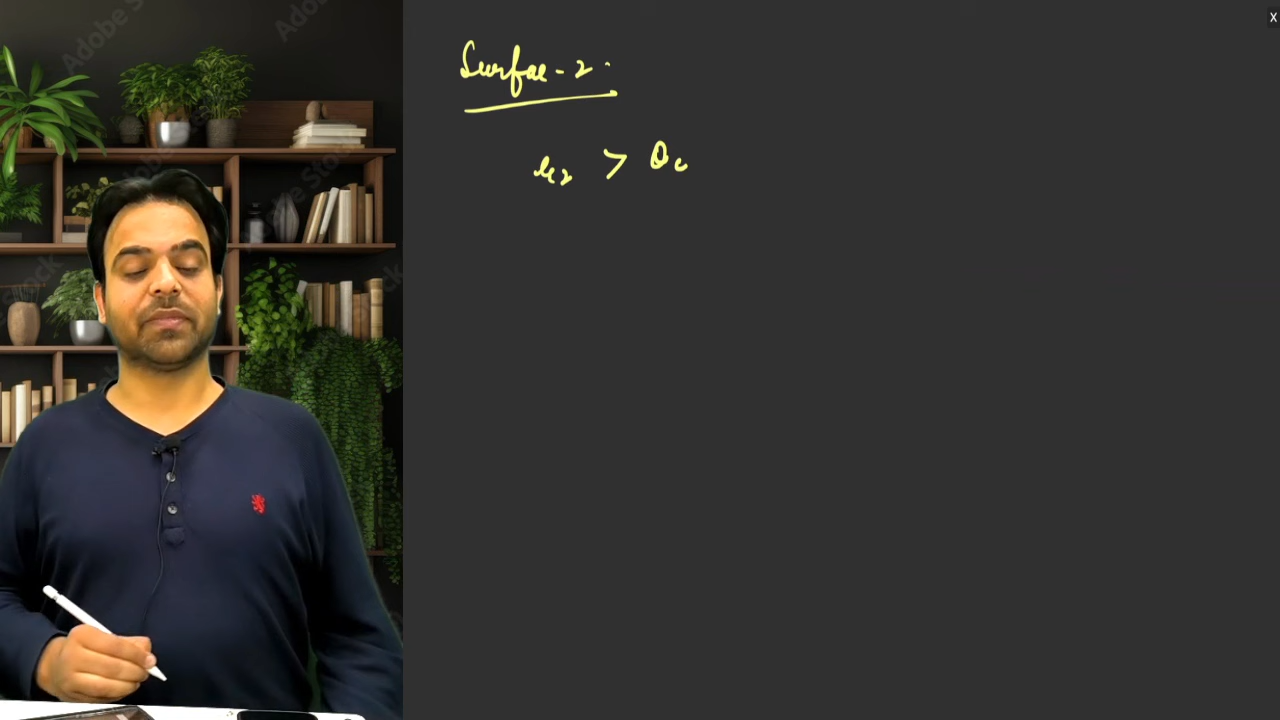 Surface-2.
i₂ > θc
X